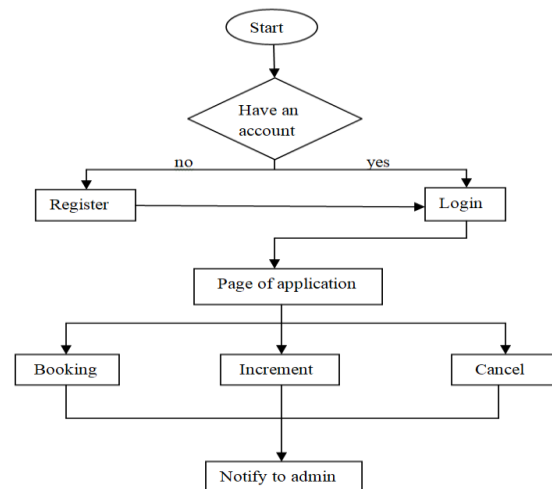 Start
Have an
account
no
yes
Register
Login
Page of application
Booking
Increment
Cancel
Notify to admin